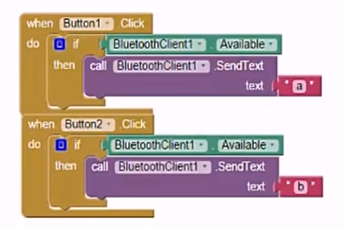 when Button1 .Click
do if BluetoothClient1 . Available
then call BluetoothClient1 .SendText
text " a "
when Button2 .Click
do if BluetoothClient1 . Available
then call BluetoothClient1 .SendText
text " b "